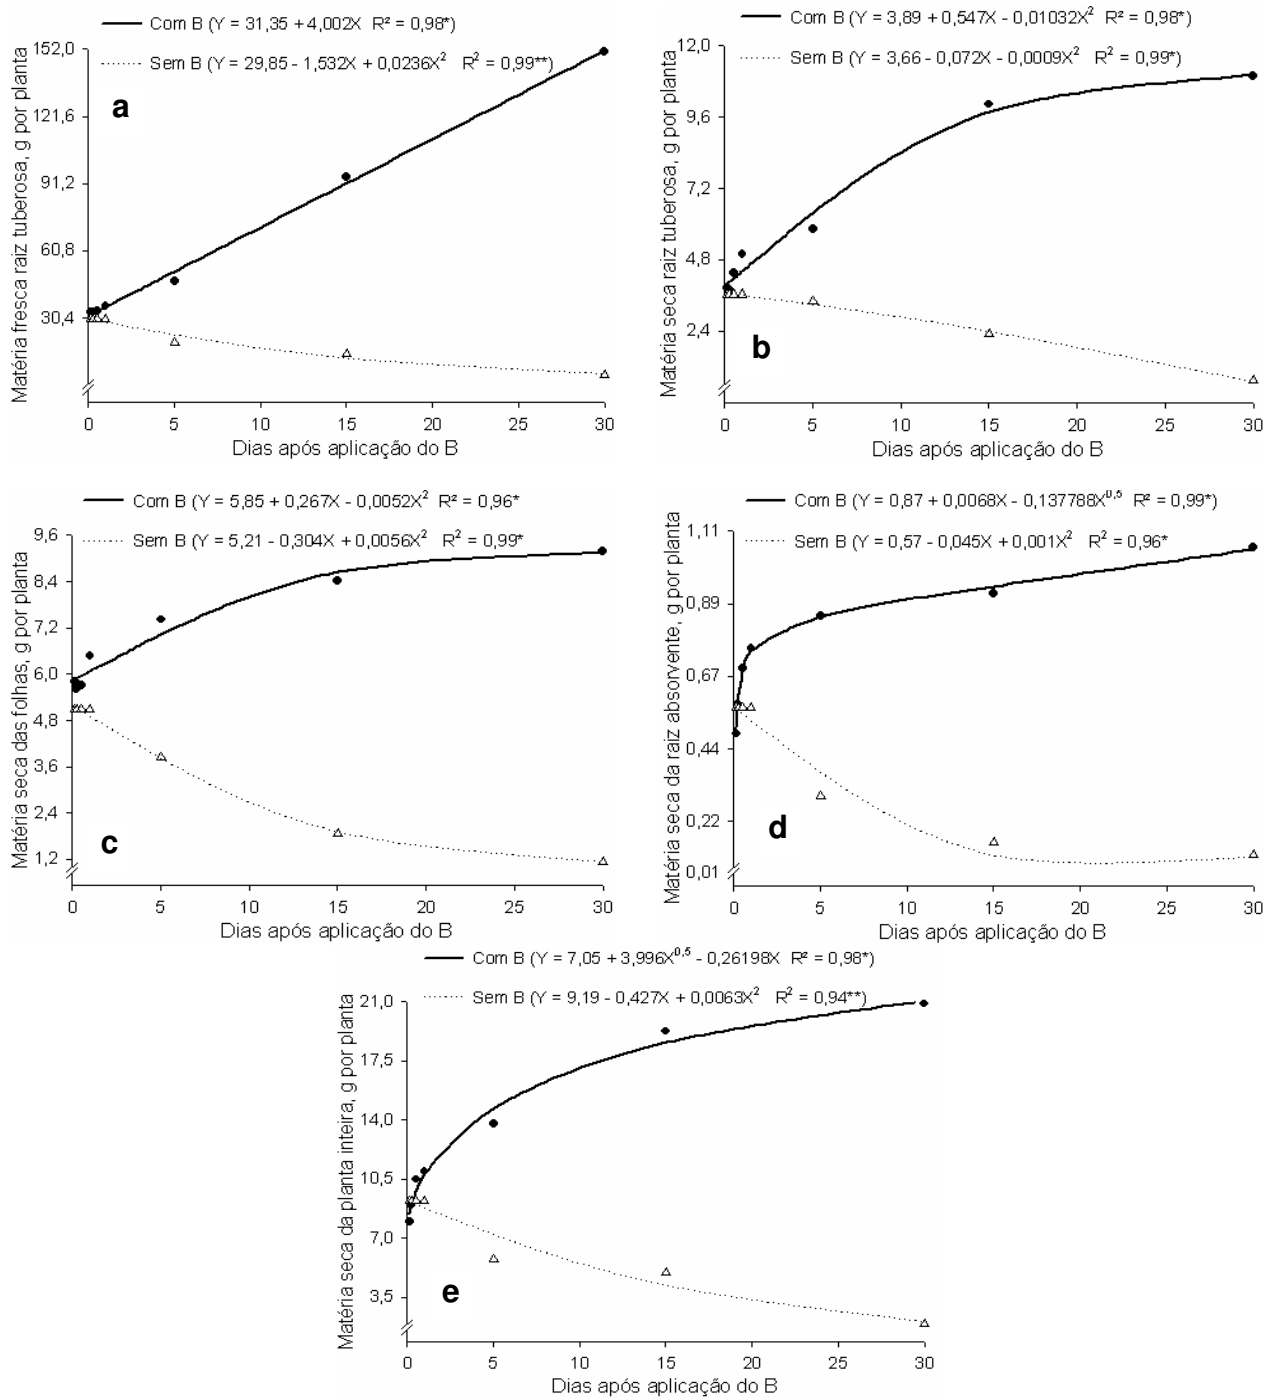 Com B (Y = 31,35 + 4,002X R² = 0,98*)
Sem B (Y = 29,85 - 1,532X + 0,0236X² R² = 0,99**)
a
Matéria fresca raiz tuberosa, g por planta
152,0
121,6
91,2
60,8
30,4
0 5 10 15 20 25 30
Dias após aplicação do B
Com B (Y = 3,89 + 0,547X - 0,01032X² R² = 0,98*)
Sem B (Y = 3,66 - 0,072X - 0,0009X² R² = 0,99*)
b
Matéria seca raiz tuberosa, g por planta
12,0
9,6
7,2
4,8
2,4
0 5 10 15 20 25 30
Dias após aplicação do B
Com B (Y = 5,85 + 0,267X - 0,0052X² R² = 0,96*
Sem B (Y = 5,21 - 0,304X + 0,0056X² R² = 0,99*
c
Matéria seca das folhas, g por planta
9,6
8,4
7,2
6,0
4,8
3,6
2,4
1,2
0 5 10 15 20 25 30
Dias após aplicação do B
Com B (Y = 0,87 + 0,0068X - 0,137788X⁰,⁵ R² = 0,99*)
Sem B (Y = 0,57 - 0,045X + 0,001X² R² = 0,96*
d
Matéria seca da raiz absorvente, g por planta
1,11
0,89
0,67
0,44
0,22
0,01
0 5 10 15 20 25 30
Dias após aplicação do B
Com B (Y = 7,05 + 3,996X⁰,⁵ - 0,26198X R² = 0,98*)
Sem B (Y = 9,19 - 0,427X + 0,0063X² R² = 0,94**)
e
Matéria seca da planta inteira, g por planta
21,0
17,5
14,0
10,5
7,0
3,5
0 5 10 15 20 25 30
Dias após aplicação do B